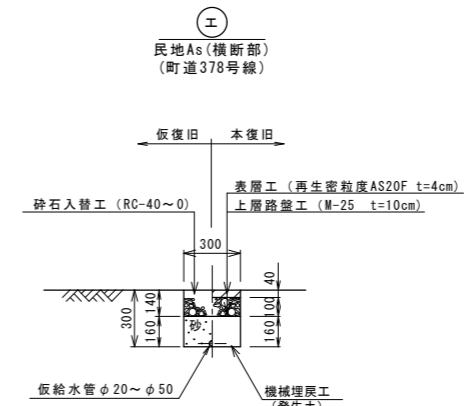 エ
民地As(横断部)
(町道378号線)
仮復旧 本復旧
表層工 (再生密粒度AS20F t=4cm)
砕石入替工 (RC-40～0)
上層路盤工 (M-25 t=10cm)
300
40
140
100
300
160
砂
160
仮給水管φ20～φ50
機械埋戻工
(発生土)